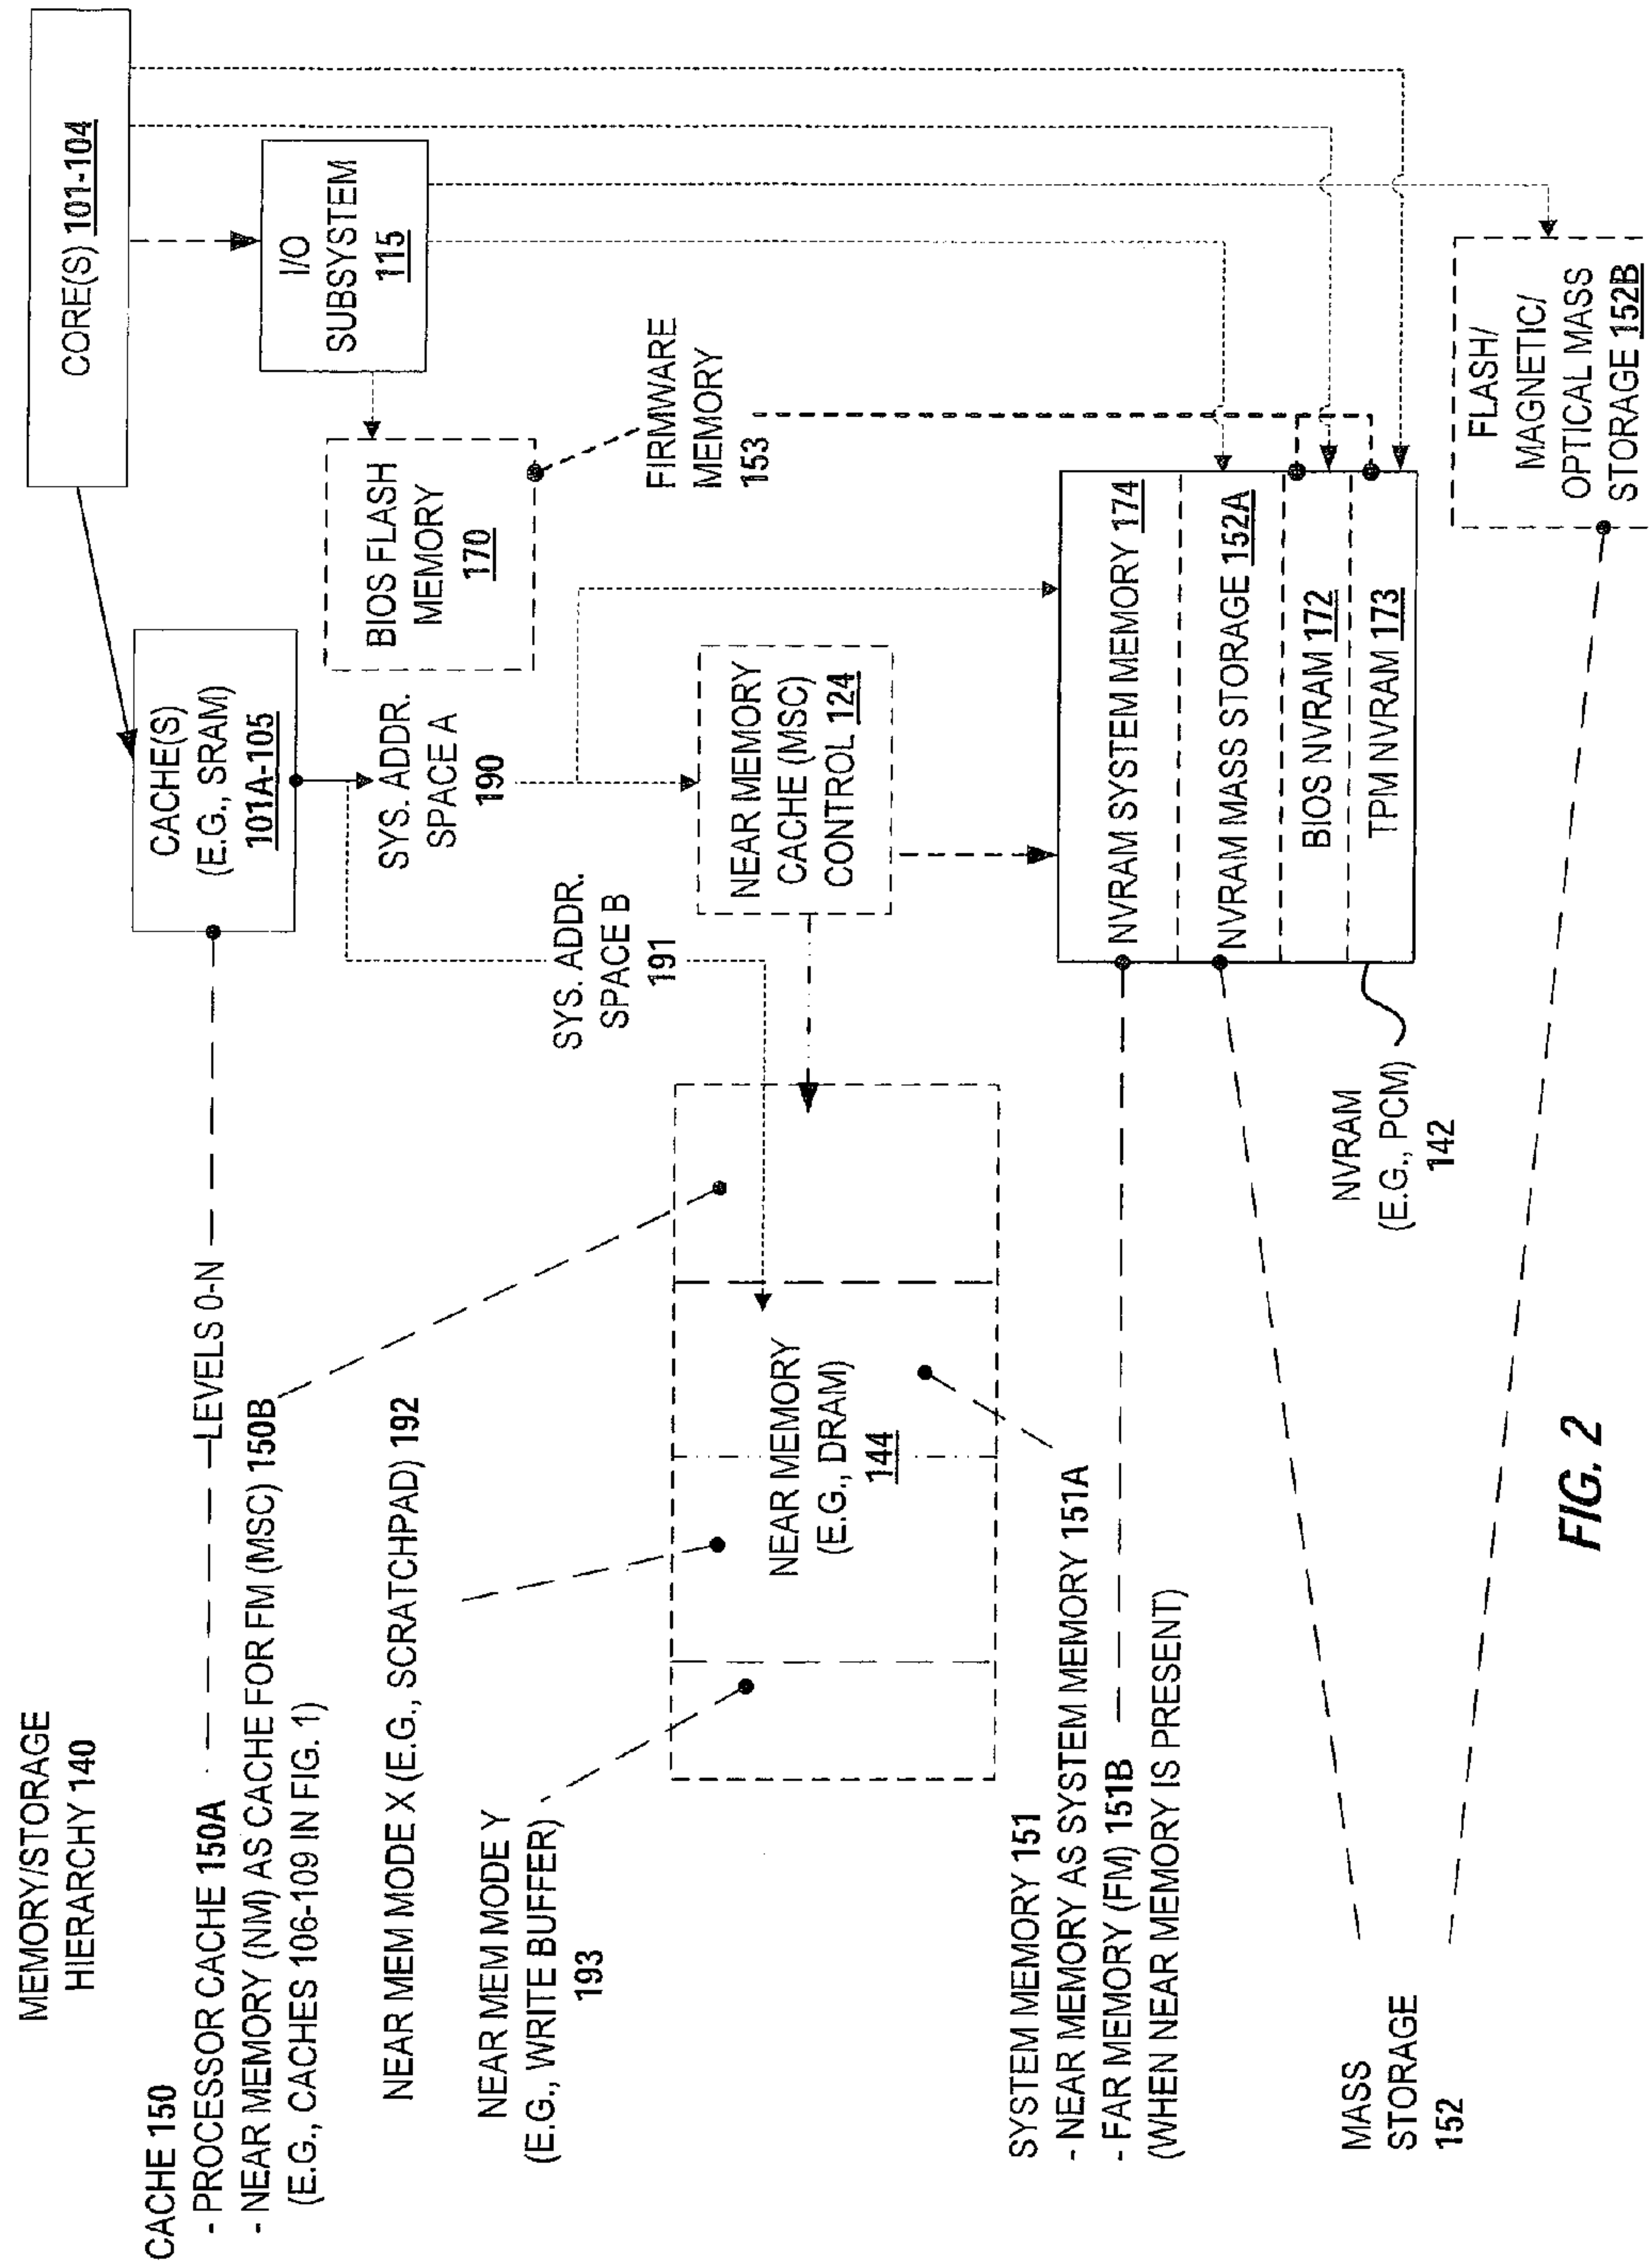 MEMORY/STORAGE
HIERARCHY 140
CACHE 150
- PROCESSOR CACHE 150A
LEVELS 0-N
- NEAR MEMORY (NM) AS CACHE FOR FM (MSC) 150B
(E.G., CACHES 106-109 IN FIG. 1)
NEAR MEM MODE X (E.G., SCRATCHPAD) 192
NEAR MEM MODE Y
(E.G., WRITE BUFFER)
193
SYSTEM MEMORY 151
- NEAR MEMORY AS SYSTEM MEMORY 151A
- FAR MEMORY (FM) 151B
(WHEN NEAR MEMORY IS PRESENT)
MASS
STORAGE
152
CORE(S) 101-104
CACHE(S)
(E.G., SRAM)
101A-105
I/O
SUBSYSTEM
115
BIOS FLASH
MEMORY
170
FIRMWARE
MEMORY
153
SYS. ADDR.
SPACE A
190
SYS. ADDR.
SPACE B
191
NEAR MEMORY
CACHE (MSC)
CONTROL 124
NEAR MEMORY
(E.G., DRAM)
144
NVRAM SYSTEM MEMORY 174
NVRAM MASS STORAGE 152A
BIOS NVRAM 172
TPM NVRAM 173
NVRAM
(E.G., PCM)
142
FLASH/
MAGNETIC/
OPTICAL MASS
STORAGE 152B
FIG. 2